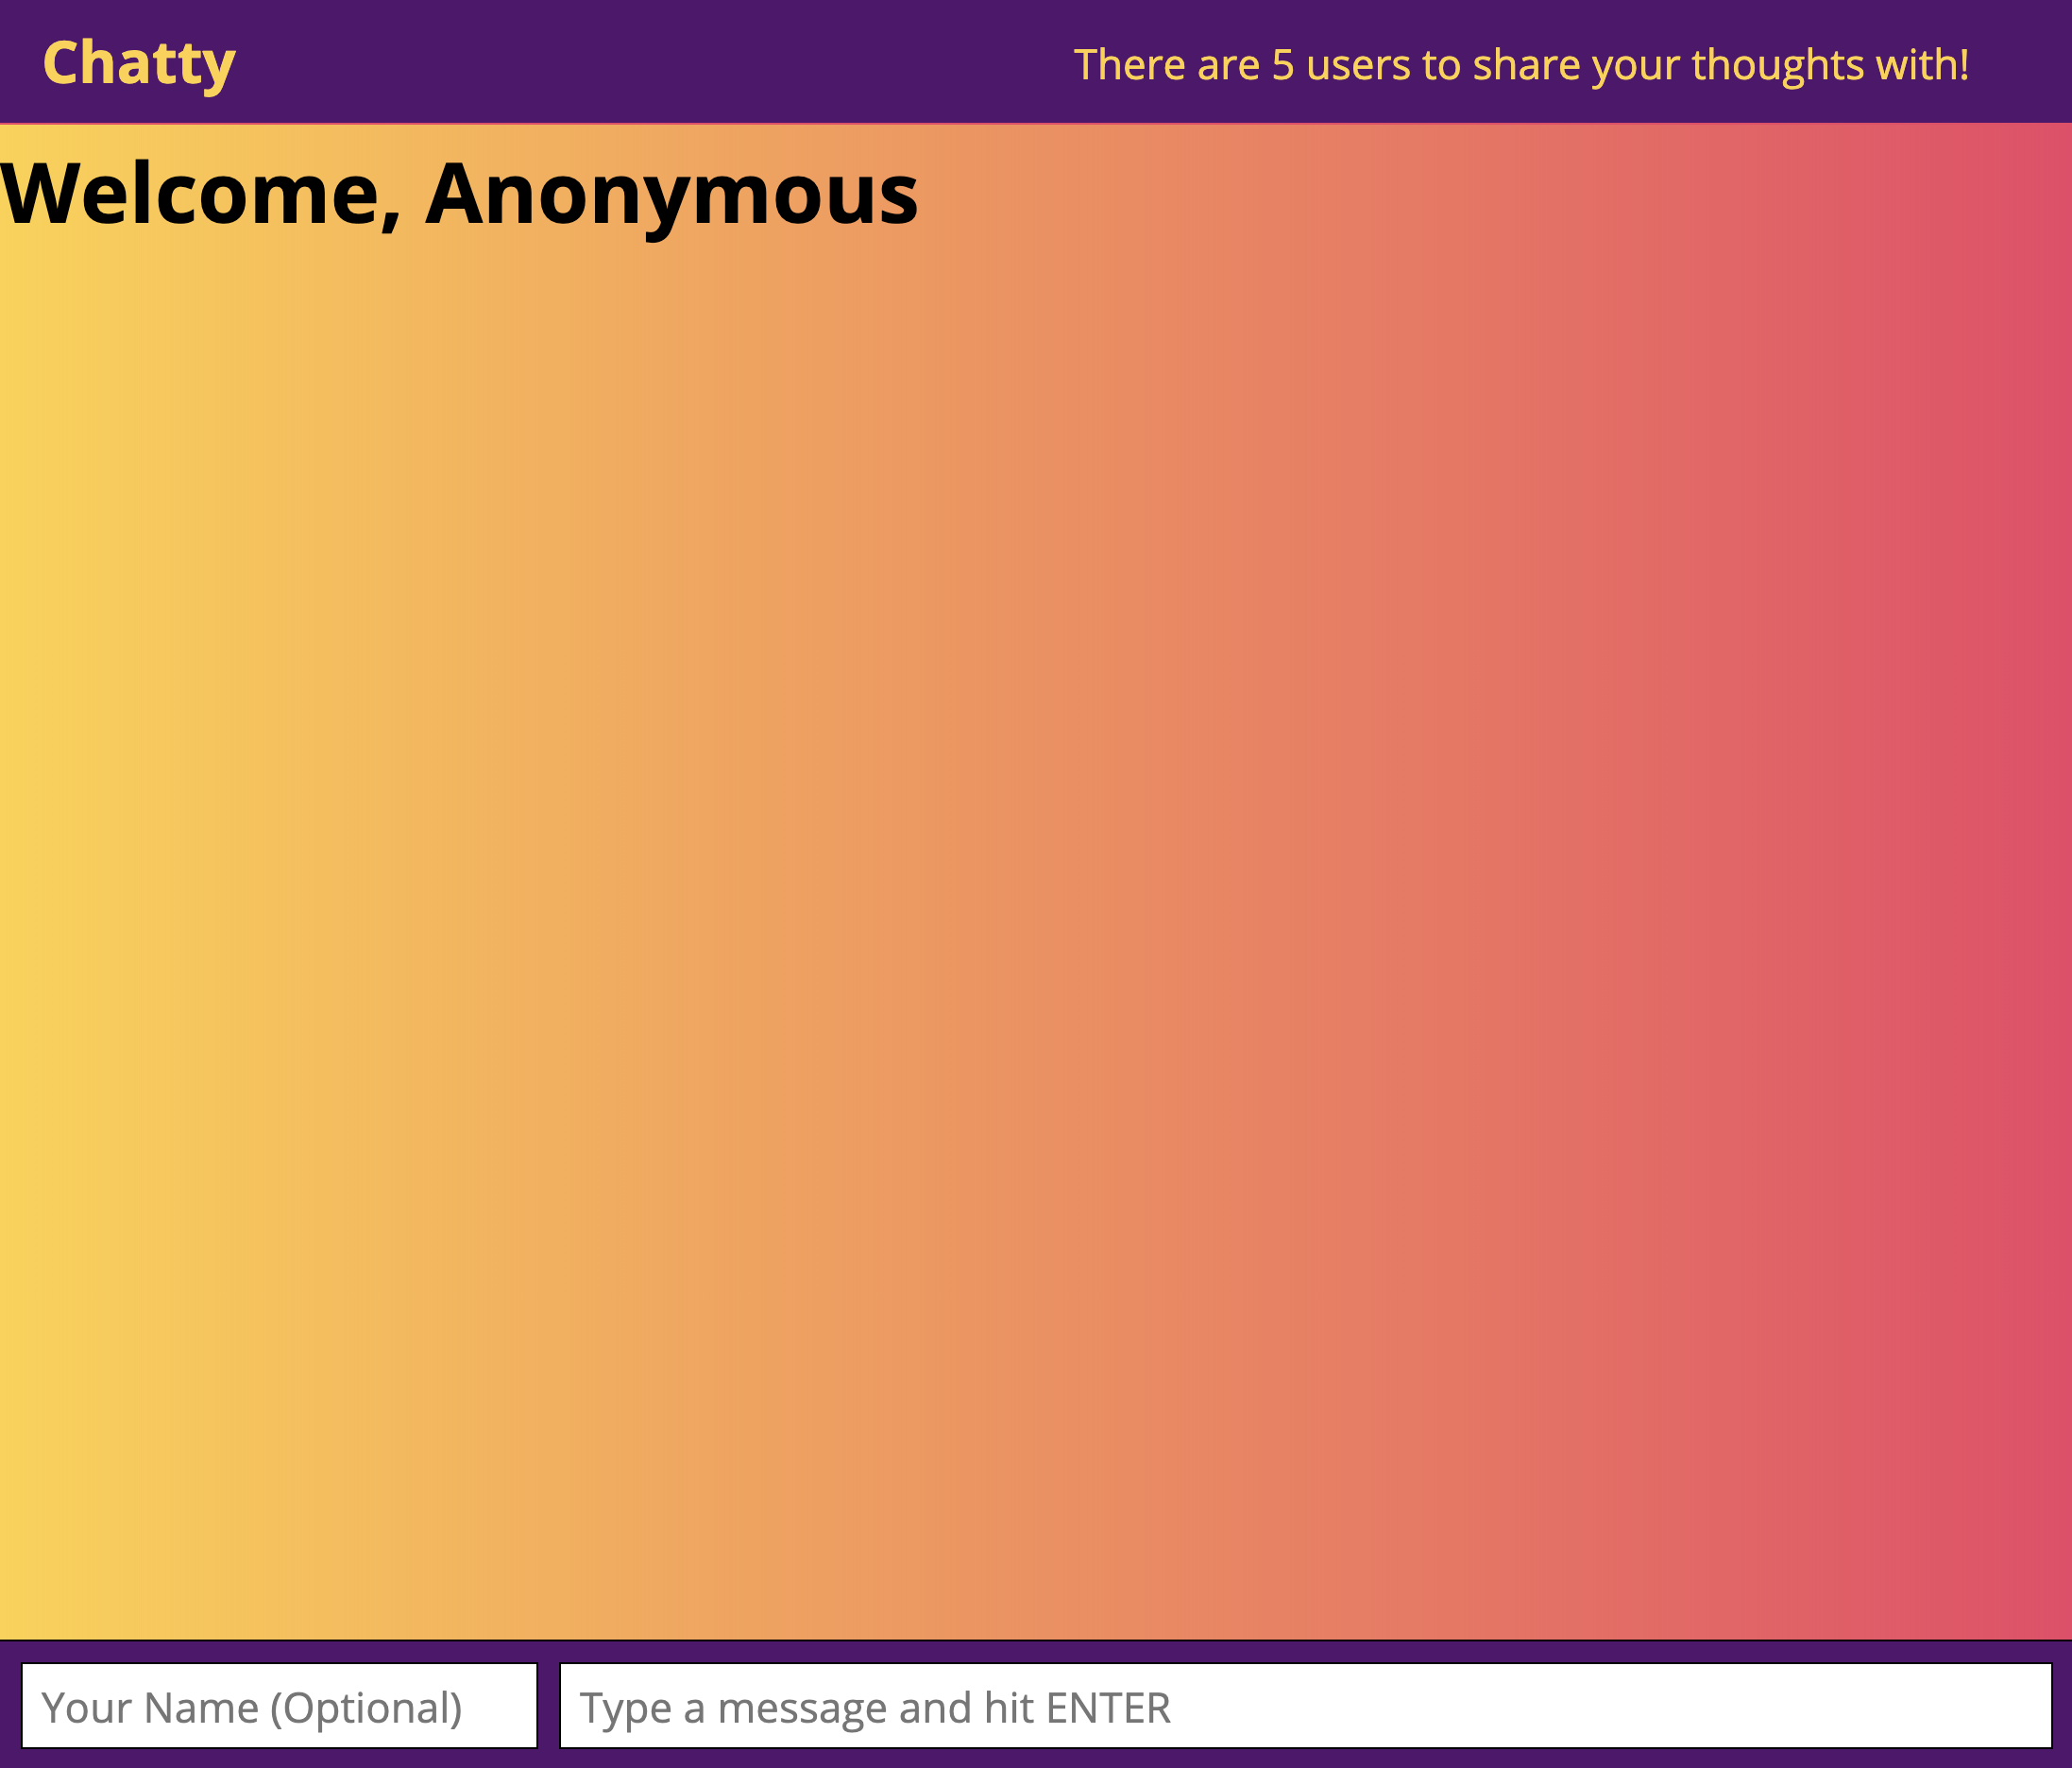 Chatty
There are 5 users to share your thoughts with!
Welcome, Anonymous
Your Name (Optional)
Type a message and hit ENTER